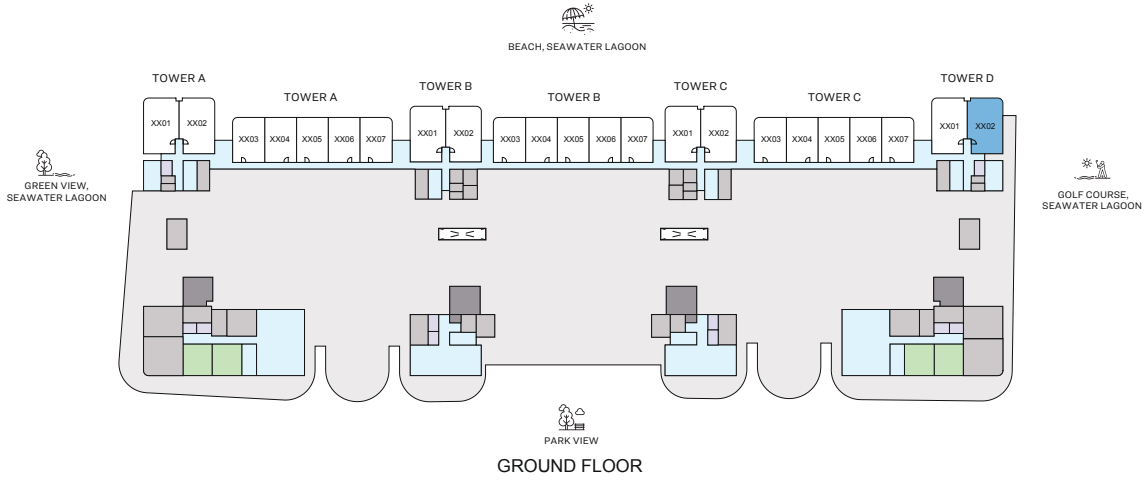 BEACH, SEAWATER LAGOON
TOWER A
TOWER A
TOWER B
TOWER B
TOWER C
TOWER C
TOWER D
XX01 XX02
XX03 XX04 XX05 XX06 XX07
XX01 XX02
XX03 XX04 XX05 XX06 XX07
XX01 XX02
XX03 XX04 XX05 XX06 XX07
XX01 XX02
GREEN VIEW,
SEAWATER LAGOON
GOLF COURSE,
SEAWATER LAGOON
PARK VIEW
GROUND FLOOR